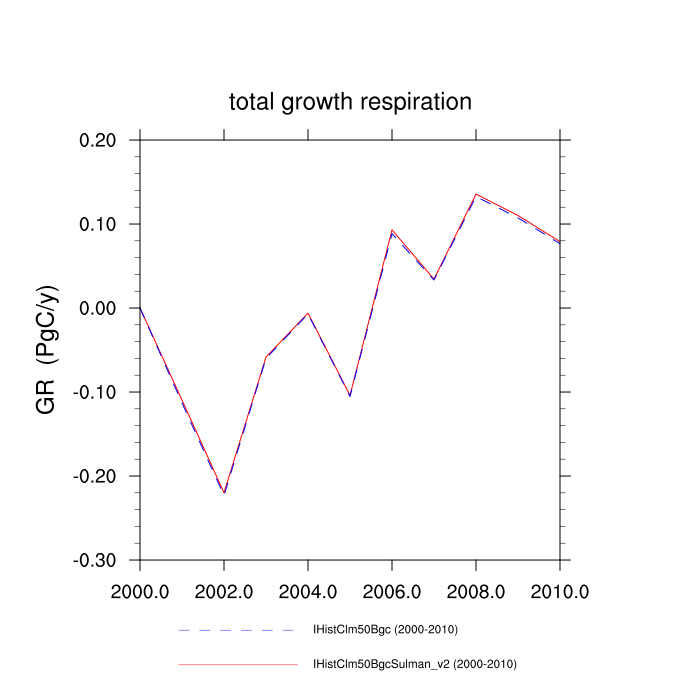 total growth respiration
GR (PgC/y)
0.20
0.10
0.00
-0.10
-0.20
-0.30
2000.0 2002.0 2004.0 2006.0 2008.0 2010.0
IHistClm50Bgc (2000-2010)
IHistClm50BgcSulman_v2 (2000-2010)